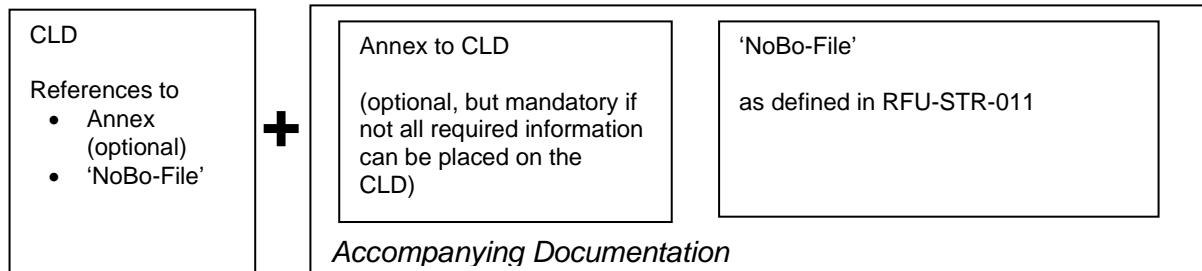 CLD
References to
• Annex
(optional)
• ‘NoBo-File’
+
Annex to CLD
(optional, but mandatory if
not all required information
can be placed on the
CLD)
‘NoBo-File’
as defined in RFU-STR-011
Accompanying Documentation